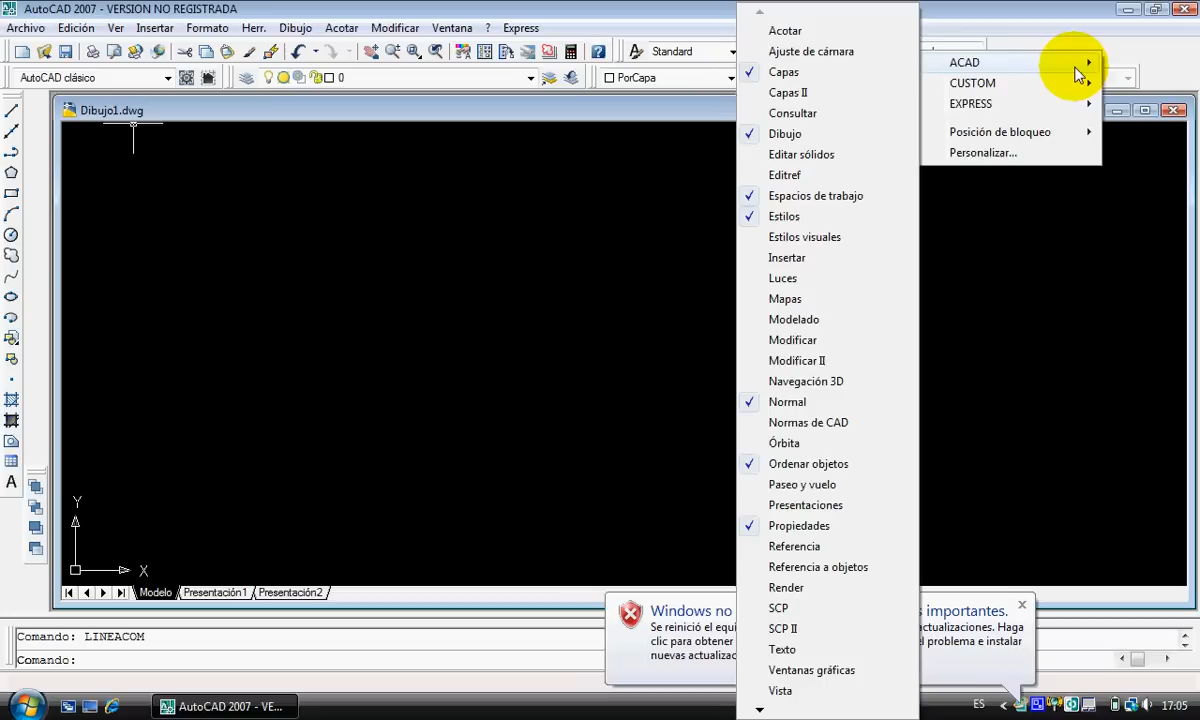 AutoCAD 2007 - VERSION NO REGISTRADA
Archivo Edición Ver Insertar Formato Herr. Dibujo Acotar Modificar Ventana ? Express
Standard
AutoCAD clásico
0
PorCapa
Dibujo1.dwg
Acotar
Ajuste de cámara
Capas
Capas II
Consultar
Dibujo
Editar sólidos
Editref
Espacios de trabajo
Estilos
Estilos visuales
Insertar
Luces
Mapas
Modelado
Modificar
Modificar II
Navegación 3D
Normal
Normas de CAD
Órbita
Ordenar objetos
Paseo y vuelo
Presentaciones
Propiedades
Referencia
Referencia a objetos
Render
SCP
SCP II
Texto
Ventanas gráficas
Vista
ACAD
CUSTOM
EXPRESS
Posición de bloqueo
Personalizar...
A
Y
X
Modelo Presentación1 Presentación2
Windows no importantes.
Se reinició el equi actualizaciones. Haga
clic para obtener el problema e instalar
nuevas actualizac
Comando: LINEACOM
Comando:
AutoCAD 2007 - VE...
ES
17:05